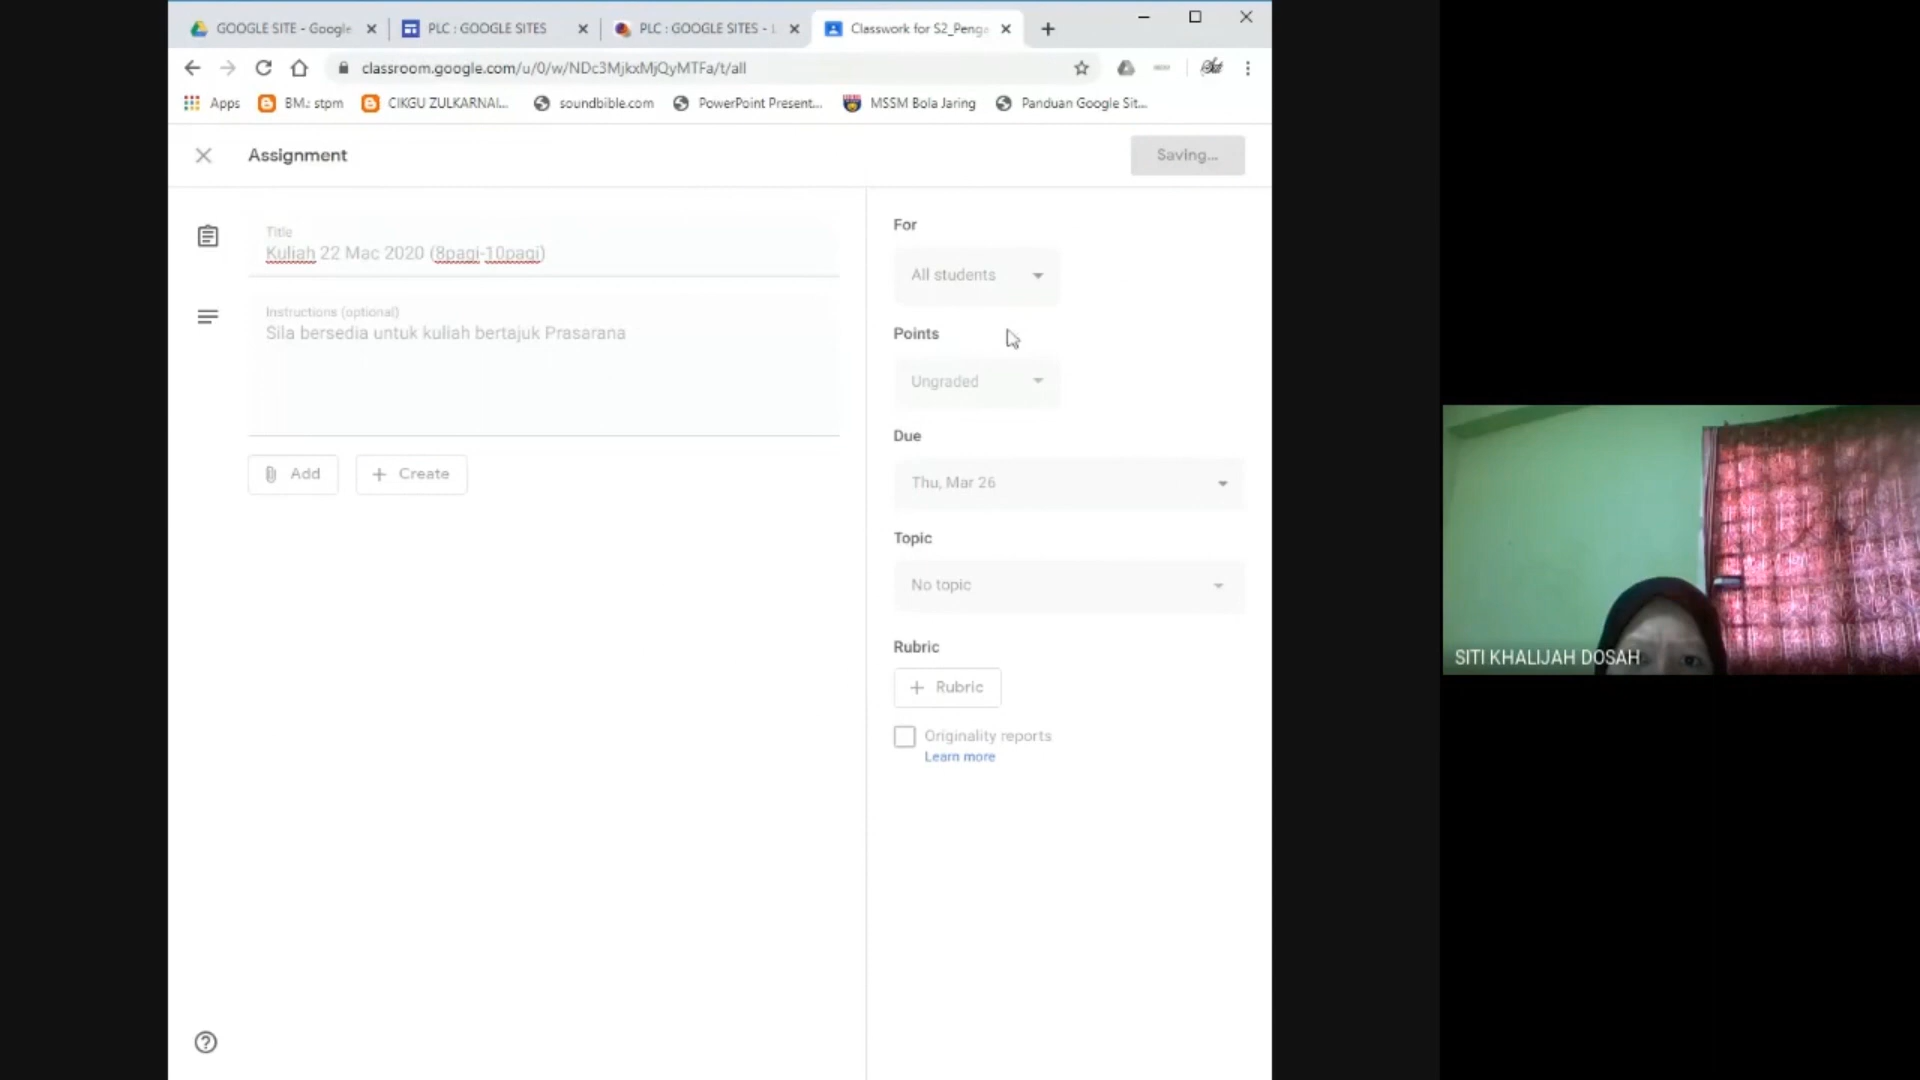 GOOGLE SITE - Google
PLC : GOOGLE SITES
PLC : GOOGLE SITES -
Classwork for S2_Penga
classroom.google.com/u/0/w/NDc3MjkxMjQyMTFa/t/all
Apps
BM.: stpm
CIKGU ZULKARNAI...
soundbible.com
PowerPoint Present...
MSSM Bola Jaring
Panduan Google Sit...
Assignment
Saving...
Title
Kuliah 22 Mac 2020 (8pagi-10pagi)
Instructions (optional)
Sila bersedia untuk kuliah bertajuk Prasarana
Add
Create
For
All students
Points
Ungraded
Due
Thu, Mar 26
Topic
No topic
Rubric
Rubric
Originality reports
Learn more
SITI KHALIJAH DOSAH